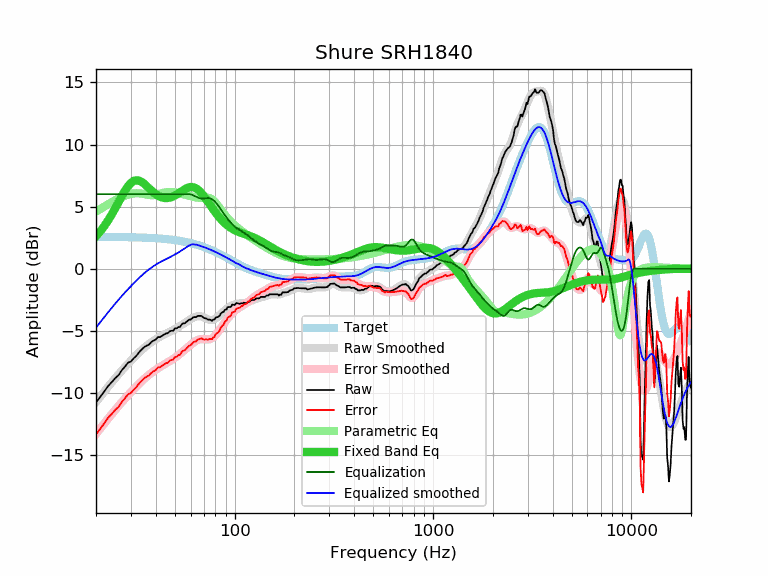 Shure SRH1840
15
10
5
0
−5
−10
−15
Amplitude (dBr)
Target
Raw Smoothed
Error Smoothed
Raw
Error
Parametric Eq
Fixed Band Eq
Equalization
Equalized smoothed
100 1000 10000
Frequency (Hz)